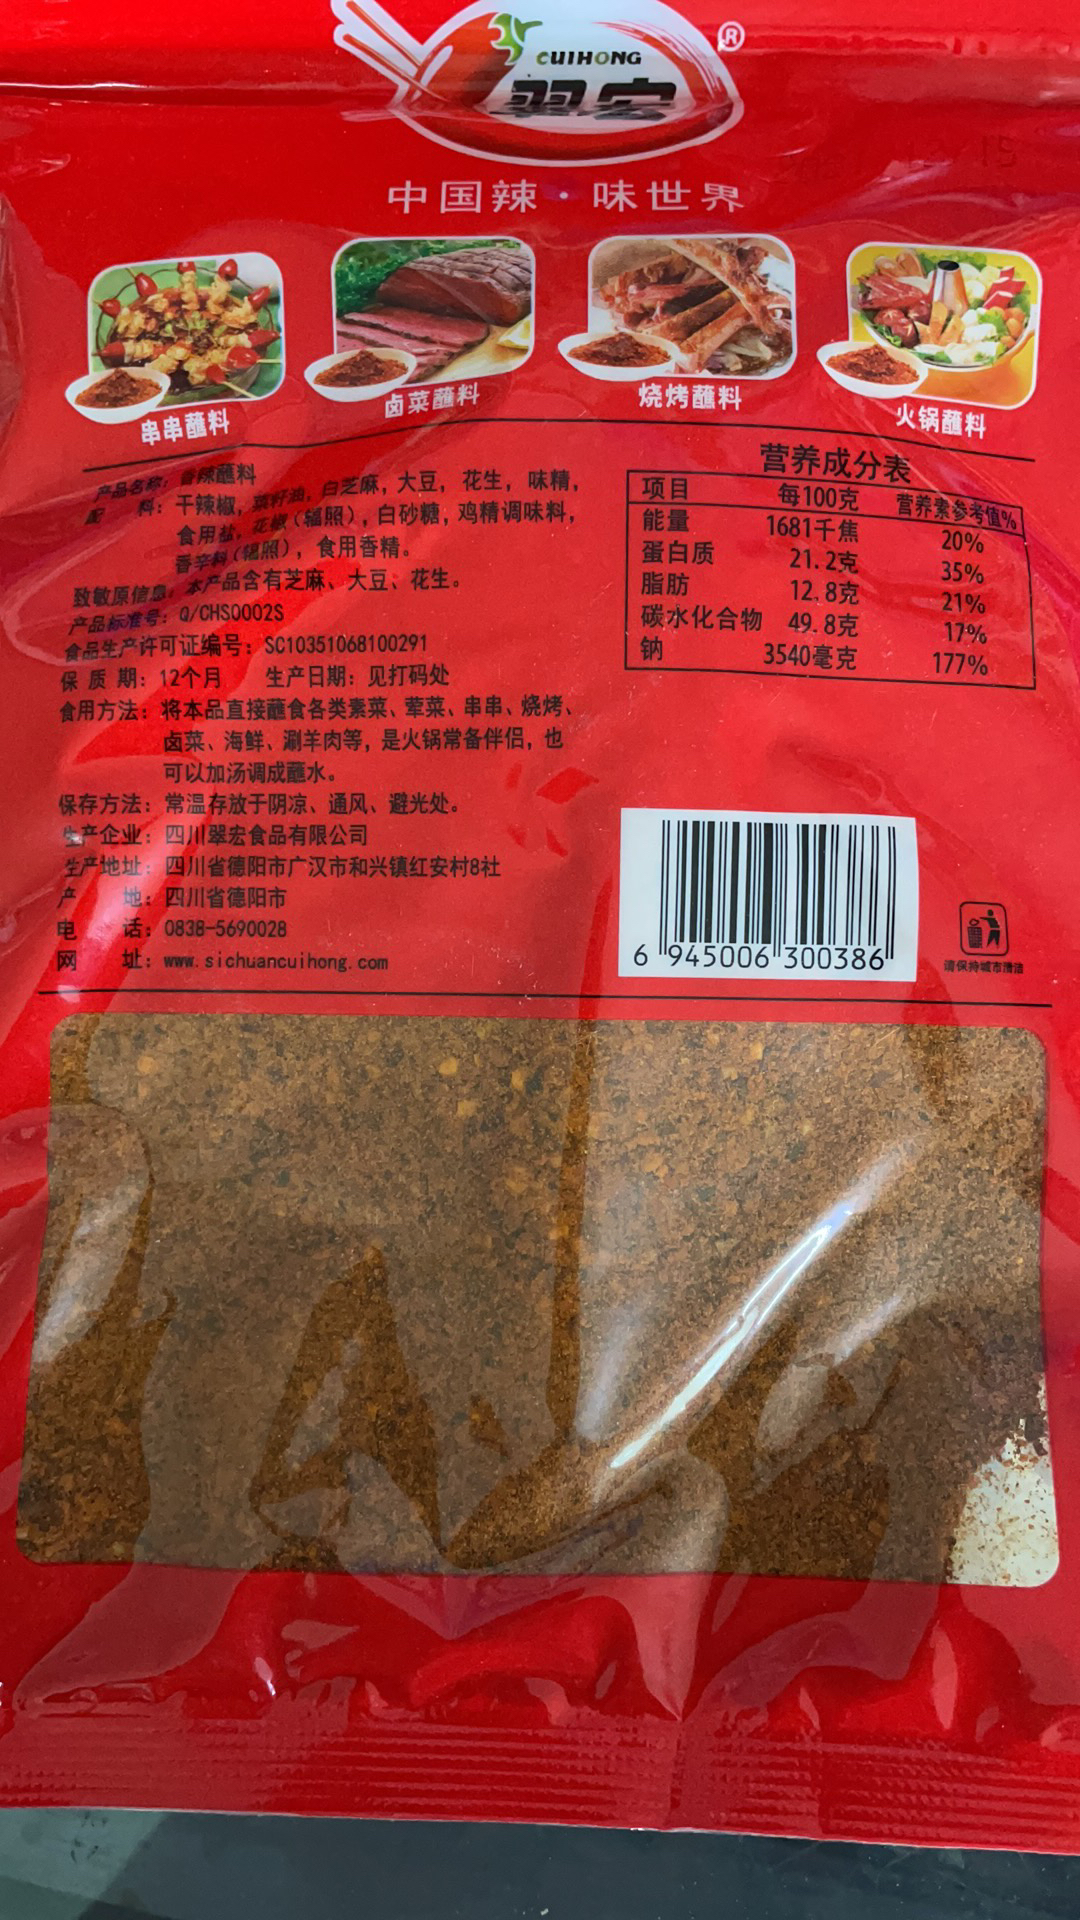 CUIHONG
翠宏
®
中国辣·味世界
串串蘸料
卤菜蘸料
烧烤蘸料
火锅蘸料
产品名称：香辣蘸料
配 料：干辣椒，菜籽油，白芝麻，大豆，花生，味精，
食用盐，花椒（辐照），白砂糖，鸡精调味料，
香辛料（辐照），食用香精。
致敏原信息：本产品含有芝麻、大豆、花生。
产品标准号：Q/CHS0002S
食品生产许可证编号：SC10351068100291
保 质 期：12个月 生产日期：见打码处
食用方法：将本品直接蘸食各类素菜、荤菜、串串、烧烤、
卤菜、海鲜、涮羊肉等，是火锅常备伴侣，也
可以加汤调成蘸水。
保存方法：常温存放于阴凉、通风、避光处。
生产企业：四川翠宏食品有限公司
生产地址：四川省德阳市广汉市和兴镇红安村8社
产 地：四川省德阳市
电 话：0838-5690028
网 址：www.sichuancuihong.com
营养成分表
项目 每100克 营养素参考值%
能量 1681千焦 20%
蛋白质 21.2克 35%
脂肪 12.8克 21%
碳水化合物 49.8克 17%
钠 3540毫克 177%
6 945006 300386
请保持城市清洁